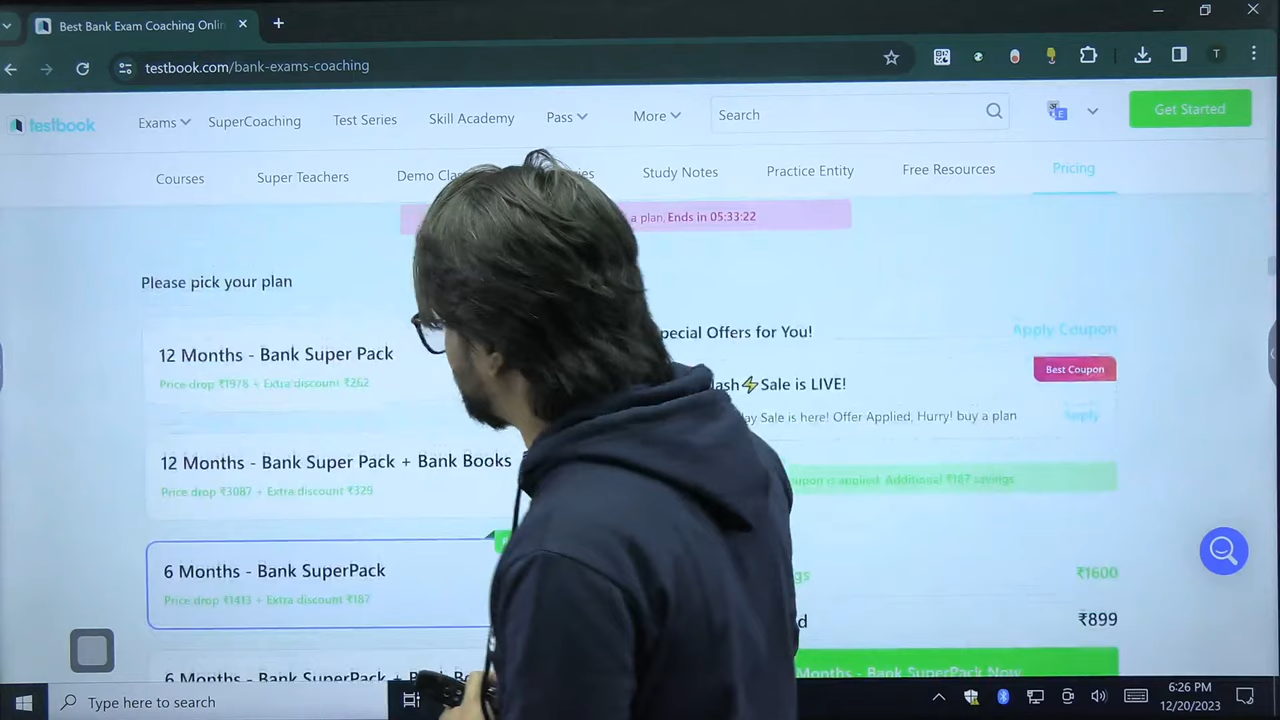 Best Bank Exam Coaching Onlin
testbook.com/bank-exams-coaching
T
testbook
Exams
SuperCoaching
Test Series
Skill Academy
Pass
More
Search
E
Get Started
Courses
Super Teachers
Demo Cla
ies
Study Notes
Practice Entity
Free Resources
Pricing
a plan, Ends in 05:33:22
Please pick your plan
12 Months - Bank Super Pack
Price drop ₹1978 + Extra discount ₹262
12 Months - Bank Super Pack + Bank Books
Price drop ₹3087 + Extra discount ₹329
6 Months - Bank SuperPack
Price drop ₹1413 + Extra discount ₹187
6 Months - Bank SuperPack +
pecial Offers for You!
Apply Coupon
lash⚡Sale is LIVE!
Best Coupon
ay Sale is here! Offer Applied, Hurry! buy a plan
Apply
upon is applied. Additional ₹187 savings
gs
₹1600
d
₹899
Months - Bank SuperPack Now
Type here to search
6:26 PM
12/20/2023